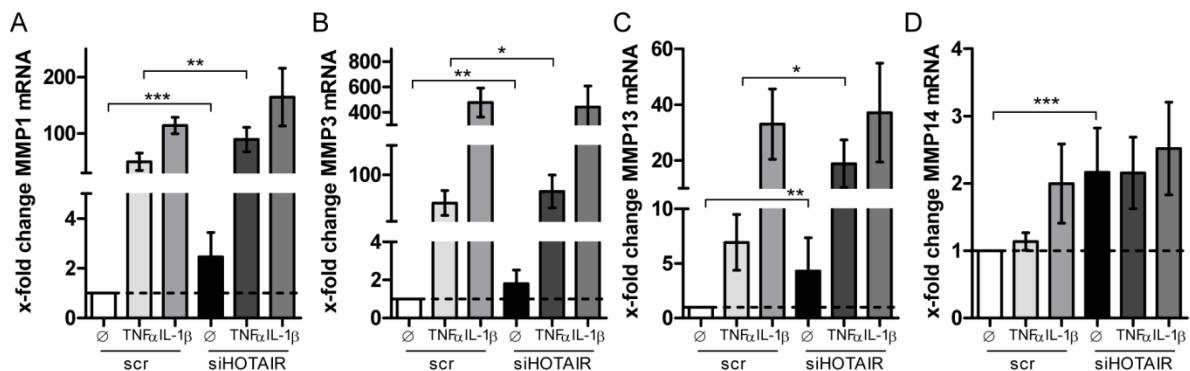 A
x-fold change MMP1 mRNA
200
100
4
2
0
***
**
∅ TNFα IL-1β ∅ TNFα IL-1β
scr siHOTAIR
B
x-fold change MMP3 mRNA
800
600
400
100
4
2
0
**
*
∅ TNFα IL-1β ∅ TNFα IL-1β
scr siHOTAIR
C
x-fold change MMP13 mRNA
60
40
20
10
5
0
*
**
∅ TNFα IL-1β ∅ TNFα IL-1β
scr siHOTAIR
D
x-fold change MMP14 mRNA
4
3
2
1
0
***
∅ TNFα IL-1β ∅ TNFα IL-1β
scr siHOTAIR